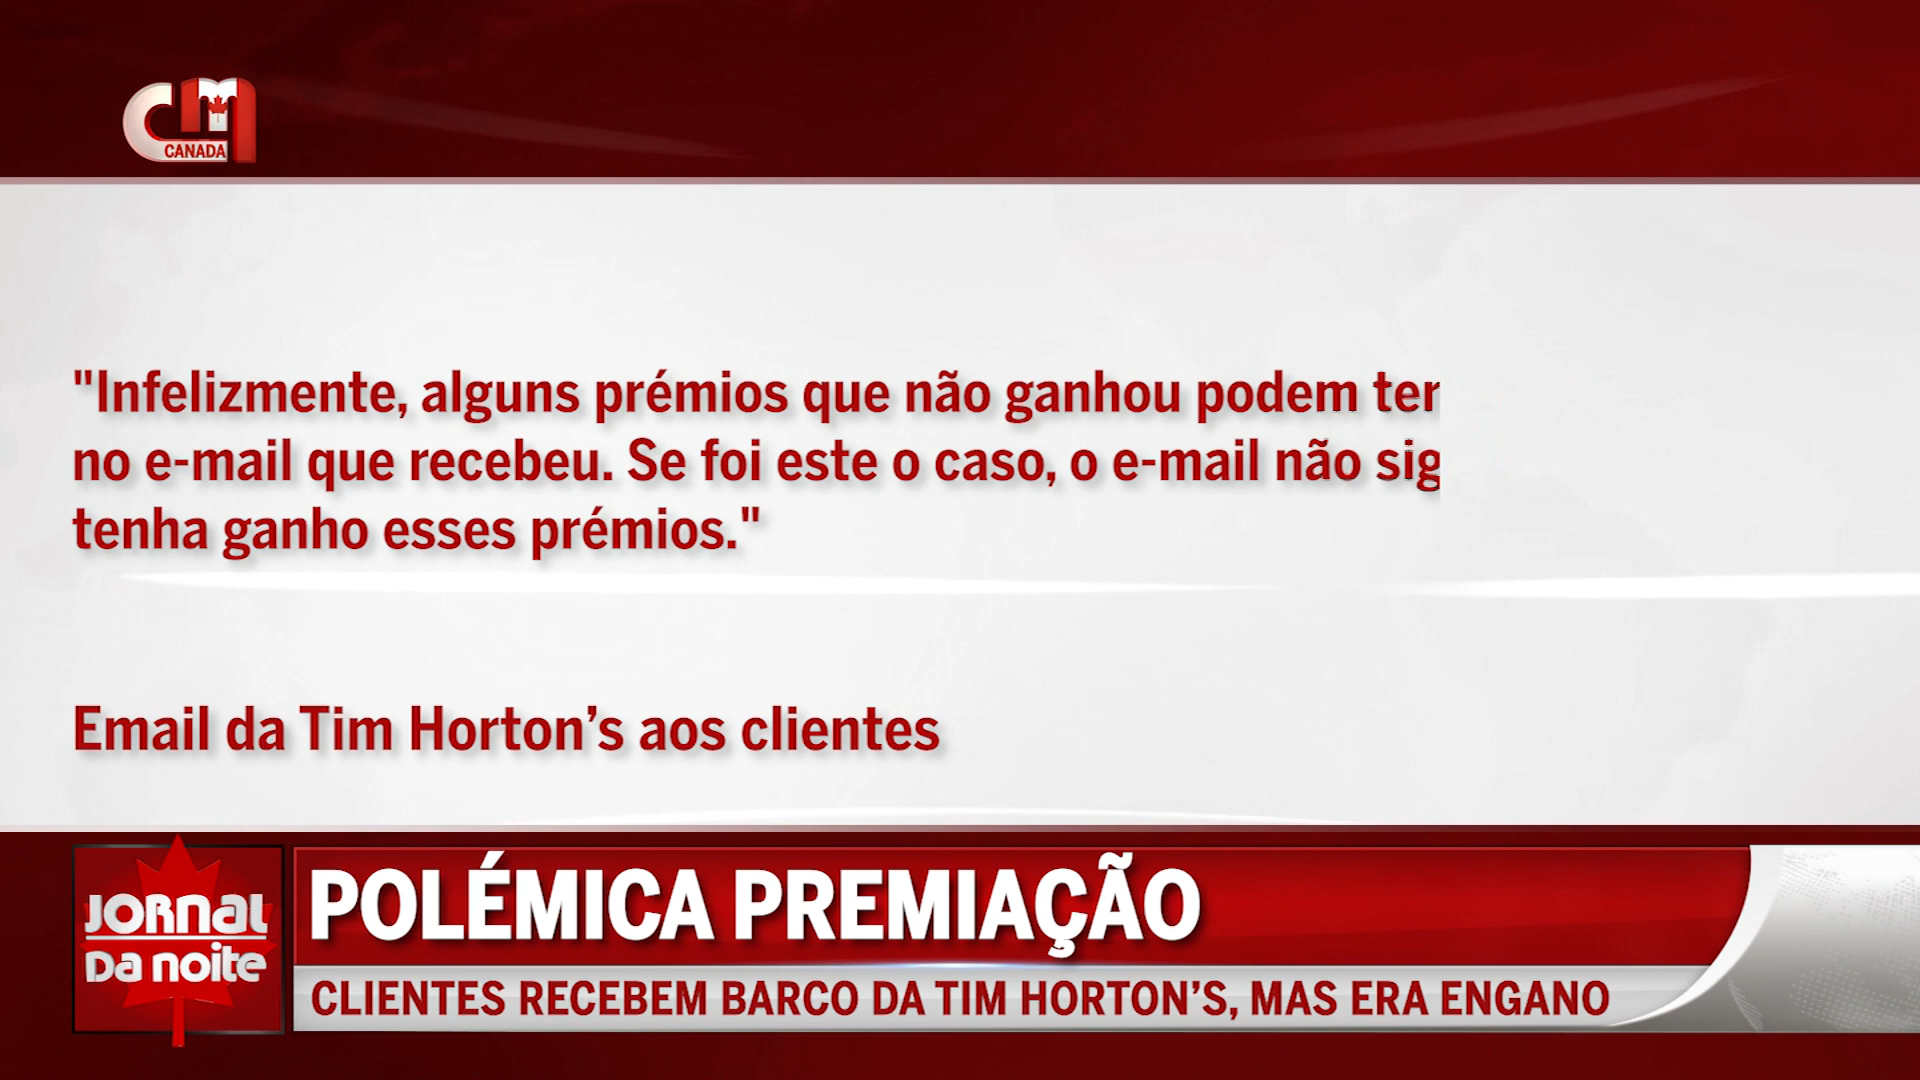 CM
CANADA
"Infelizmente, alguns prémios que não ganhou podem ter
no e-mail que recebeu. Se foi este o caso, o e-mail não sig
tenha ganho esses prémios."
Email da Tim Horton’s aos clientes
JORNAL
DA NOITE
POLÉMICA PREMIAÇÃO
CLIENTES RECEBEM BARCO DA TIM HORTON’S, MAS ERA ENGANO